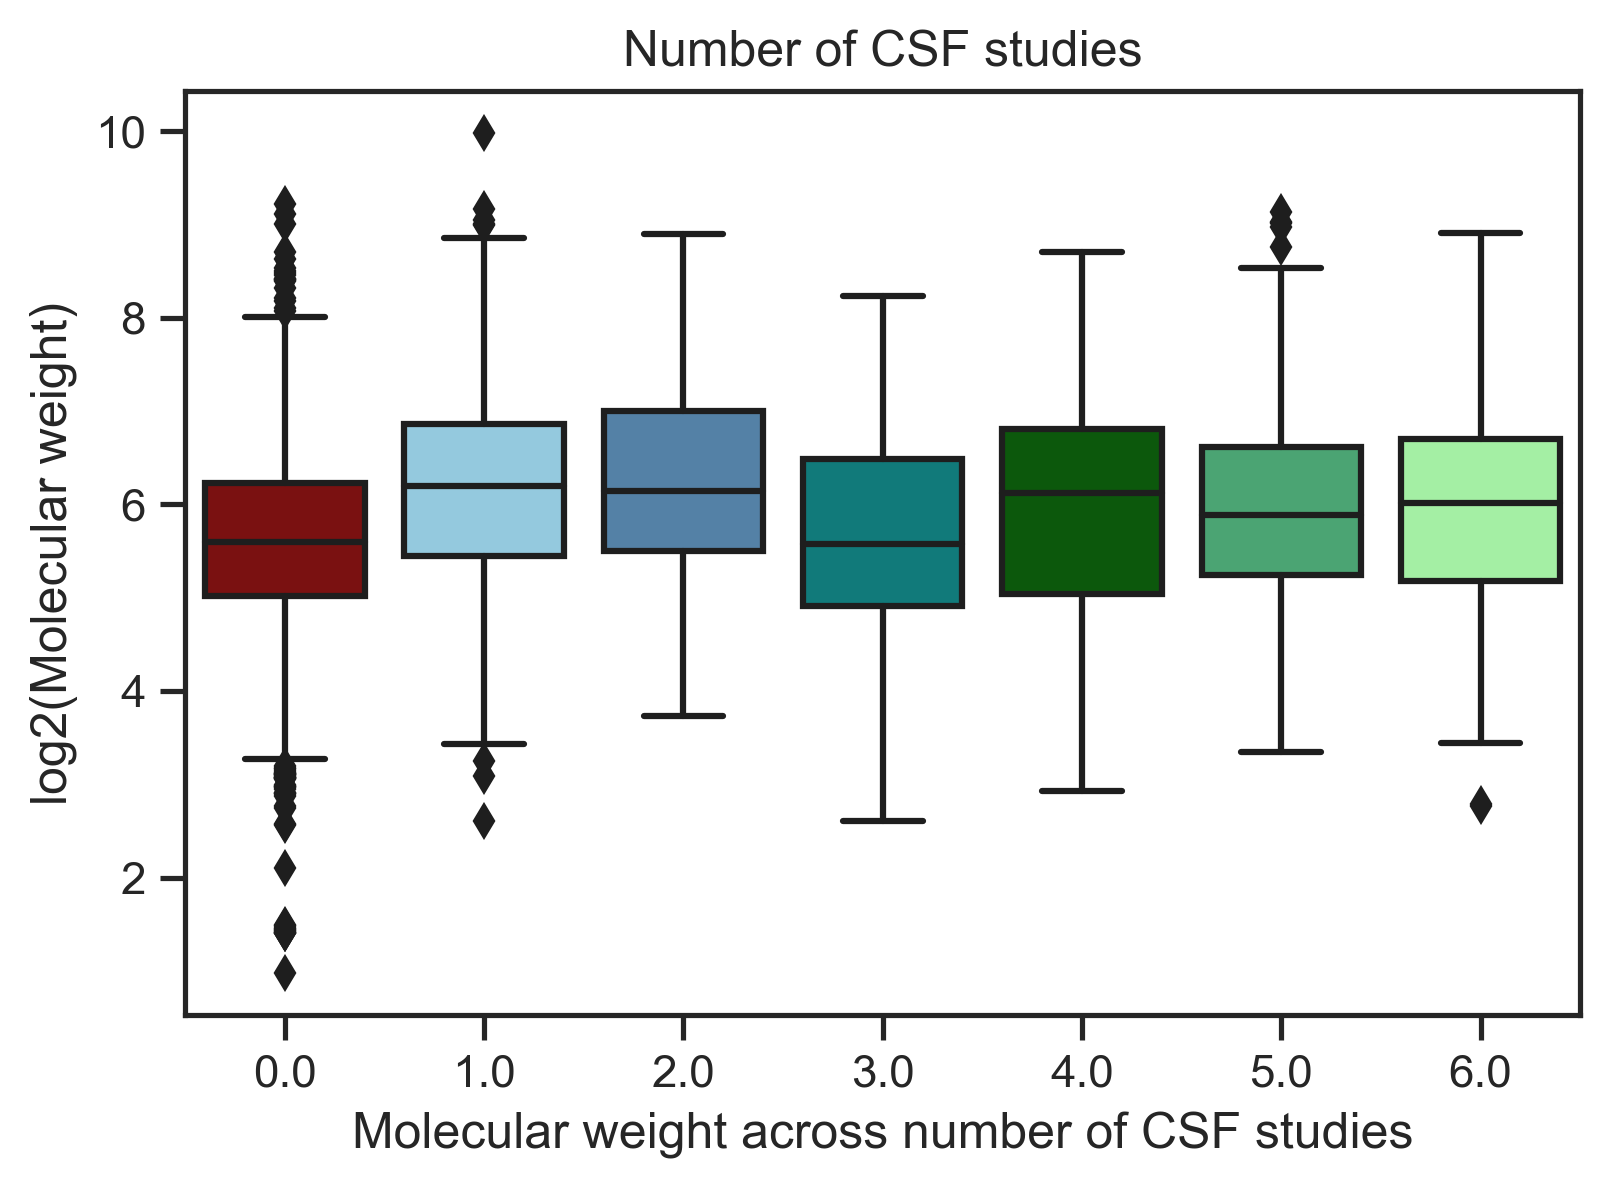 Number of CSF studies
10
8
6
4
2
log2(Molecular weight)
0.0 1.0 2.0 3.0 4.0 5.0 6.0
Molecular weight across number of CSF studies